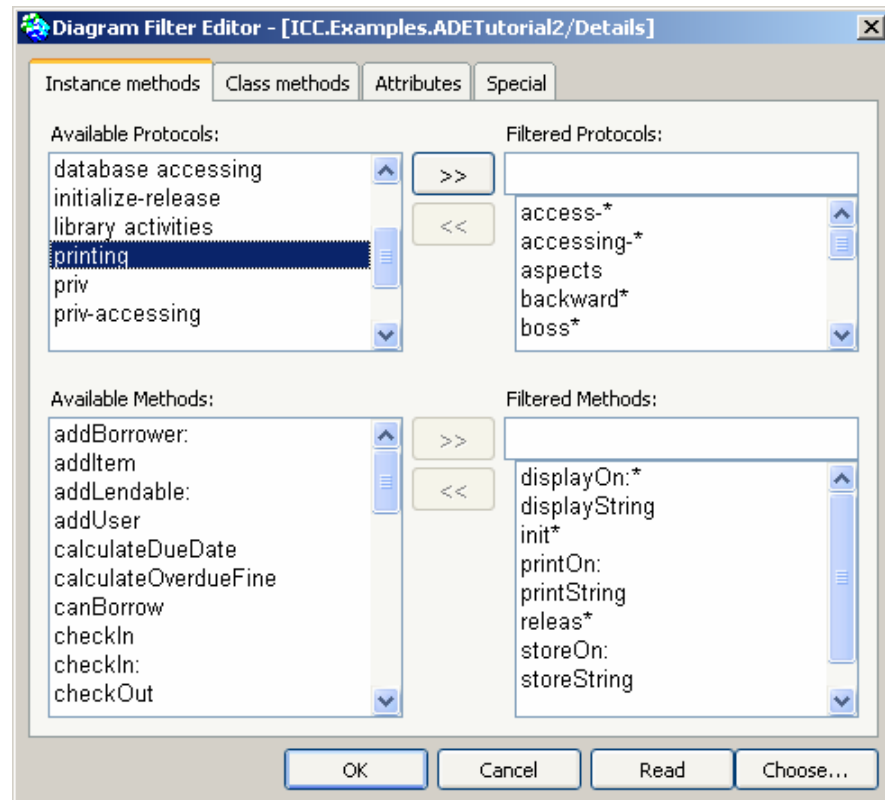 Diagram Filter Editor - [ICC.Examples.ADETutorial2/Details]
Instance methods
Class methods
Attributes
Special
Available Protocols:
database accessing
initialize-release
library activities
printing
priv
priv-accessing
>>
<<
Filtered Protocols:
access-*
accessing-*
aspects
backward*
boss*
Available Methods:
addBorrower:
addItem
addLendable:
addUser
calculateDueDate
calculateOverdueFine
canBorrow
checkIn
checkIn:
checkOut
>>
<<
Filtered Methods:
displayOn:*
displayString
init*
printOn:
printString
releas*
storeOn:
storeString
OK
Cancel
Read
Choose...